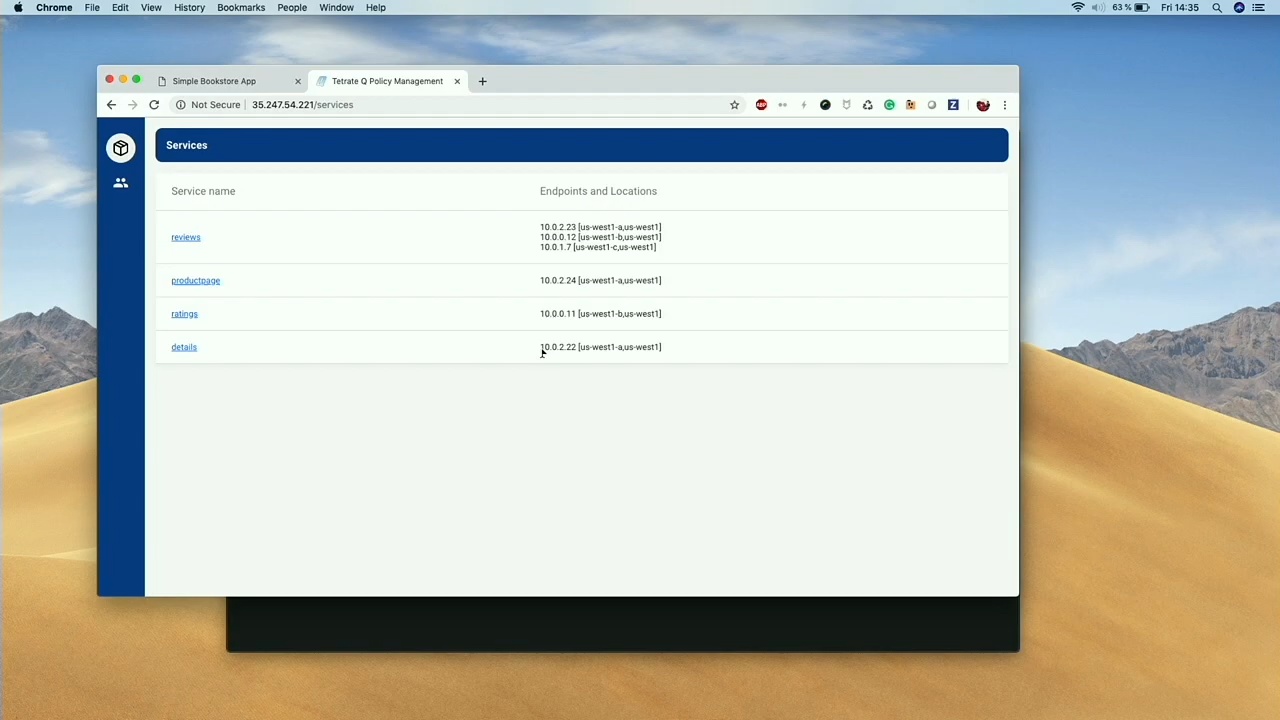 Chrome File Edit View History Bookmarks People Window Help 63 % Fri 14:35
Simple Bookstore App Tetrate Q Policy Management
Not Secure 35.247.54.221/services ABP Z
Services
Service name Endpoints and Locations
reviews
10.0.2.23 [us-west1-a,us-west1]
10.0.0.12 [us-west1-b,us-west1]
10.0.1.7 [us-west1-c,us-west1]
productpage 10.0.2.24 [us-west1-a,us-west1]
ratings 10.0.0.11 [us-west1-b,us-west1]
details 10.0.2.22 [us-west1-a,us-west1]